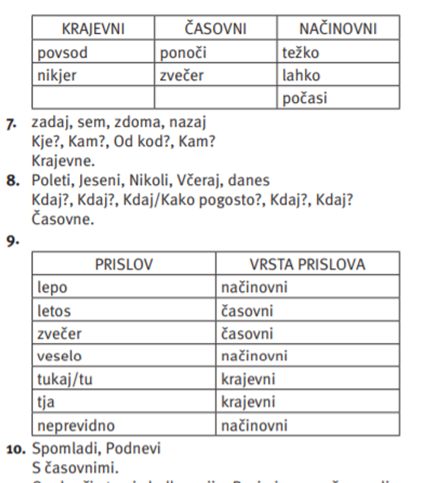 KRAJEVNI ČASOVNI NAČINOVNI
povsod ponoči težko
nikjer zvečer lahko
počasi
7. zadaj, sem, zdoma, nazaj
Kje?, Kam?, Od kod?, Kam?
Krajevne.
8. Poleti, Jeseni, Nikoli, Včeraj, danes
Kdaj?, Kdaj?, Kdaj/Kako pogosto?, Kdaj?, Kdaj?
Časovne.
9.
PRISLOV VRSTA PRISLOVA
lepo načinovni
letos časovni
zvečer časovni
veselo načinovni
tukaj/tu krajevni
tja krajevni
neprevidno načinovni
10. Spomladi, Podnevi
S časovnimi.